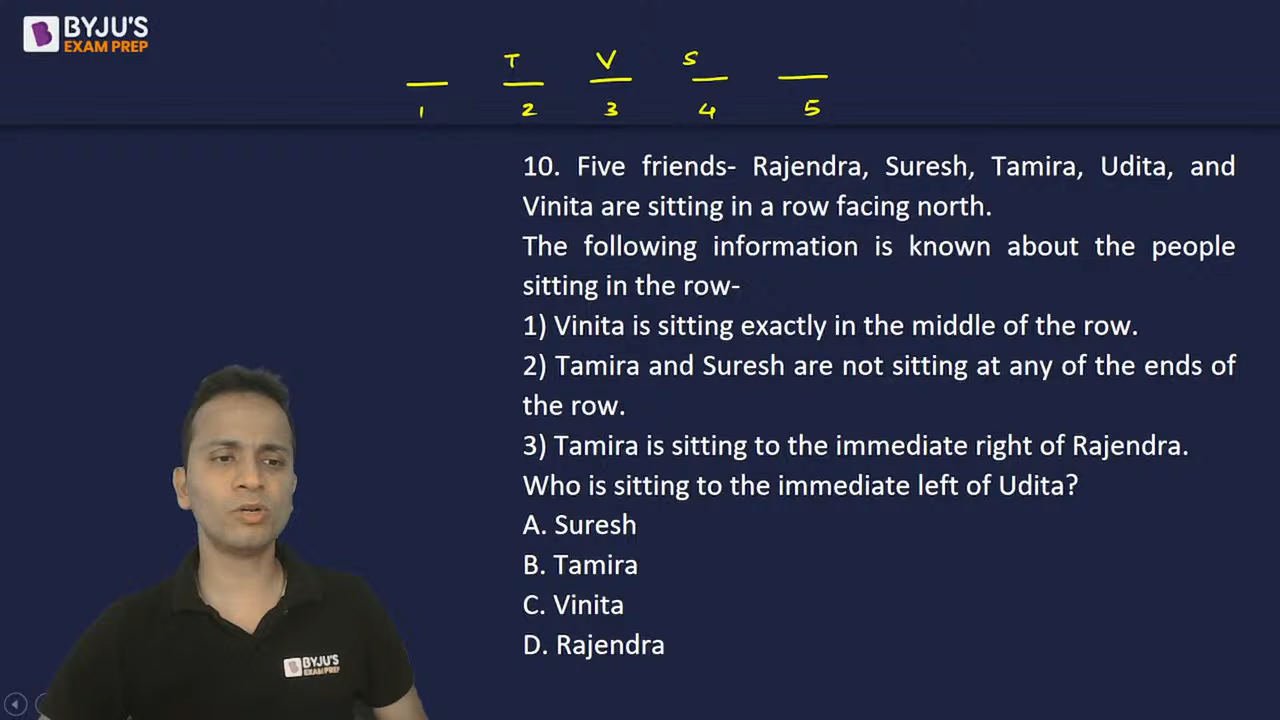 BYJU'S
EXAM PREP
T V S
1 2 3 4 5
10. Five friends- Rajendra, Suresh, Tamira, Udita, and
Vinita are sitting in a row facing north.
The following information is known about the people
sitting in the row-
1) Vinita is sitting exactly in the middle of the row.
2) Tamira and Suresh are not sitting at any of the ends of
the row.
3) Tamira is sitting to the immediate right of Rajendra.
Who is sitting to the immediate left of Udita?
A. Suresh
B. Tamira
C. Vinita
D. Rajendra
BYJU'S
EXAM PREP